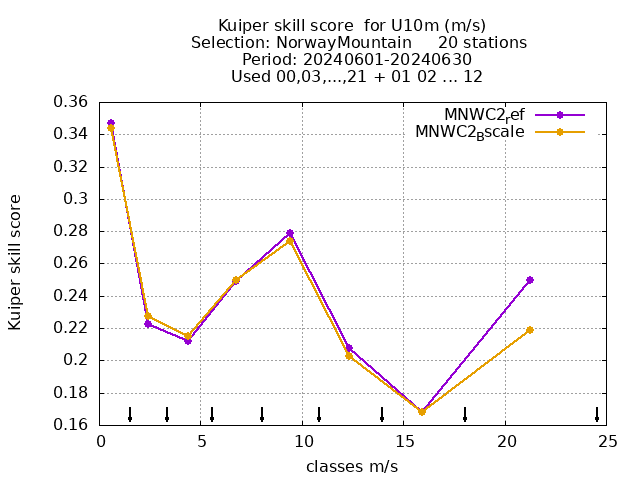 Kuiper skill score  for U10m (m/s)
Selection: NorwayMountain     20 stations
Period: 20240601-20240630
Used 00,03,...,21 + 01 02 ... 12
MNWC2ref
MNWC2Bscale
0.36
0.34
0.32
0.3
0.28
0.26
0.24
0.22
0.2
0.18
0.16
Kuiper skill score
0 5 10 15 20 25
classes m/s